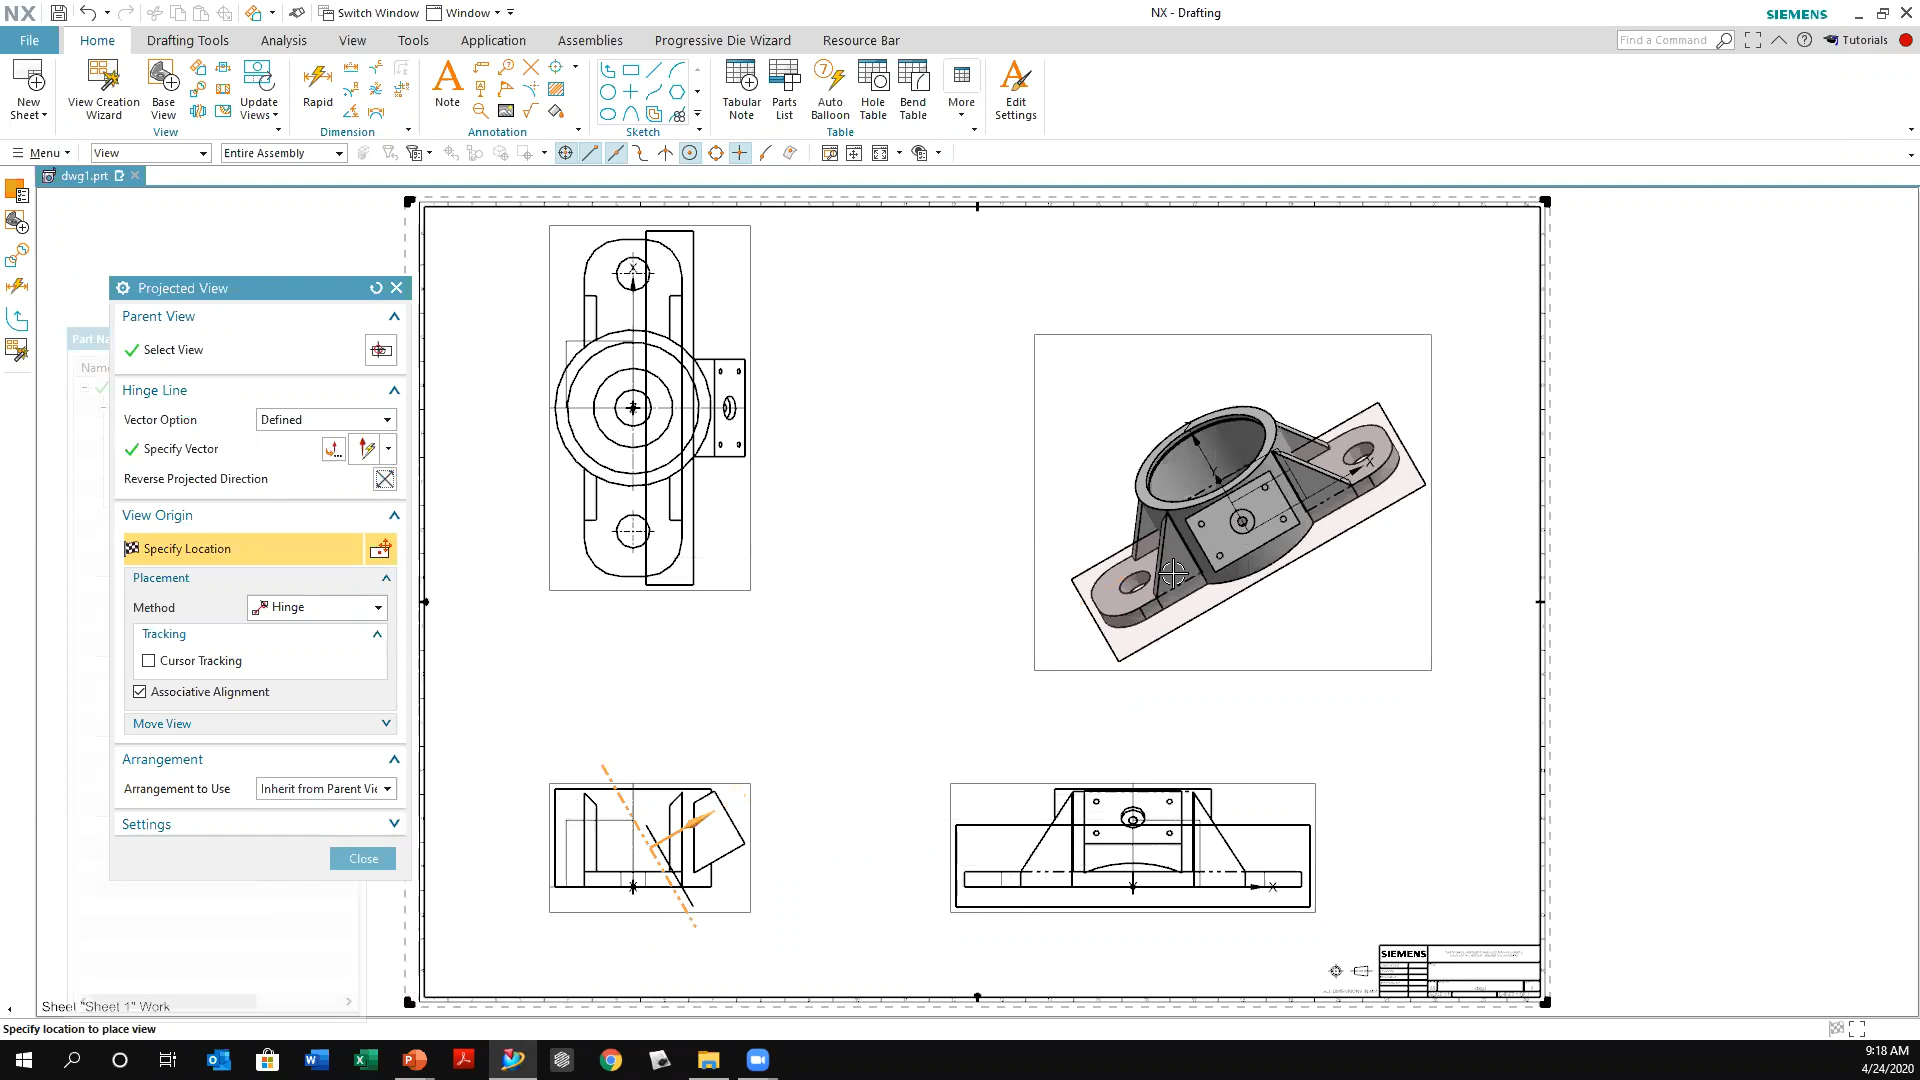 NX
Switch Window
Window
NX - Drafting
SIEMENS
File
Home
Drafting Tools
Analysis
View
Tools
Application
Assemblies
Progressive Die Wizard
Resource Bar
Find a Command
Tutorials
New
Sheet
View Creation
Wizard
Base
View
Update
Views
View
Rapid
Dimension
Note
Annotation
Sketch
Tabular
Note
Parts
List
Auto
Balloon
Hole
Table
Bend
Table
Table
More
Edit
Settings
Menu
View
Entire Assembly
dwg1.prt
Part Na
Name
Projected View
Parent View
Select View
Hinge Line
Vector Option
Defined
Specify Vector
Reverse Projected Direction
View Origin
Specify Location
Placement
Method
Hinge
Tracking
Cursor Tracking
Associative Alignment
Move View
Arrangement
Arrangement to Use
Inherit from Parent Vie
Settings
Close
X
Z
Y
X
X
SIEMENS
Sheet "Sheet 1" Work
Specify location to place view
9:18 AM
4/24/2020